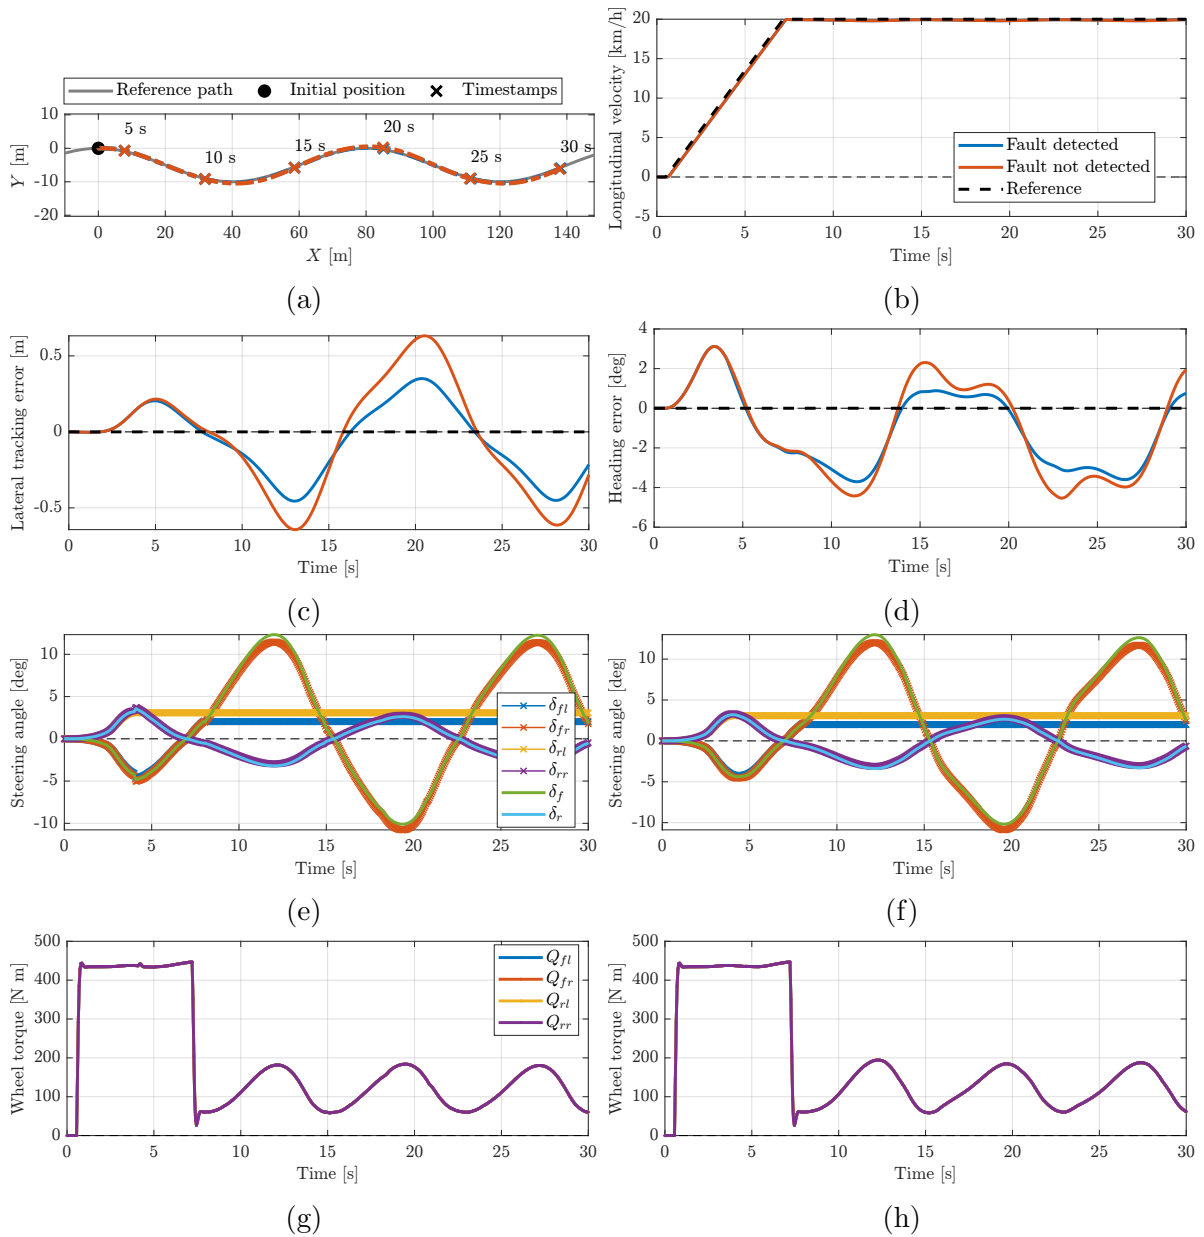 Reference path Initial position Timestamps
10
0
-10
-20
Y [m]
5 s
10 s
15 s
20 s
25 s
30 s
0 20 40 60 80 100 120 140
X [m]
(a)
20
15
10
5
0
-5
Longitudinal velocity [km/h]
Fault detected
Fault not detected
Reference
0 5 10 15 20 25 30
Time [s]
(b)
0.5
0
-0.5
Lateral tracking error [m]
0 5 10 15 20 25 30
Time [s]
(c)
4
2
0
-2
-4
-6
Heading error [deg]
0 5 10 15 20 25 30
Time [s]
(d)
10
5
0
-5
-10
Steering angle [deg]
δfl
δfr
δrl
δrr
δf
δr
0 5 10 15 20 25 30
Time [s]
(e)
10
5
0
-5
-10
Steering angle [deg]
0 5 10 15 20 25 30
Time [s]
(f)
500
400
300
200
100
0
Wheel torque [N m]
Qfl
Qfr
Qrl
Qrr
0 5 10 15 20 25 30
Time [s]
(g)
500
400
300
200
100
0
Wheel torque [N m]
0 5 10 15 20 25 30
Time [s]
(h)